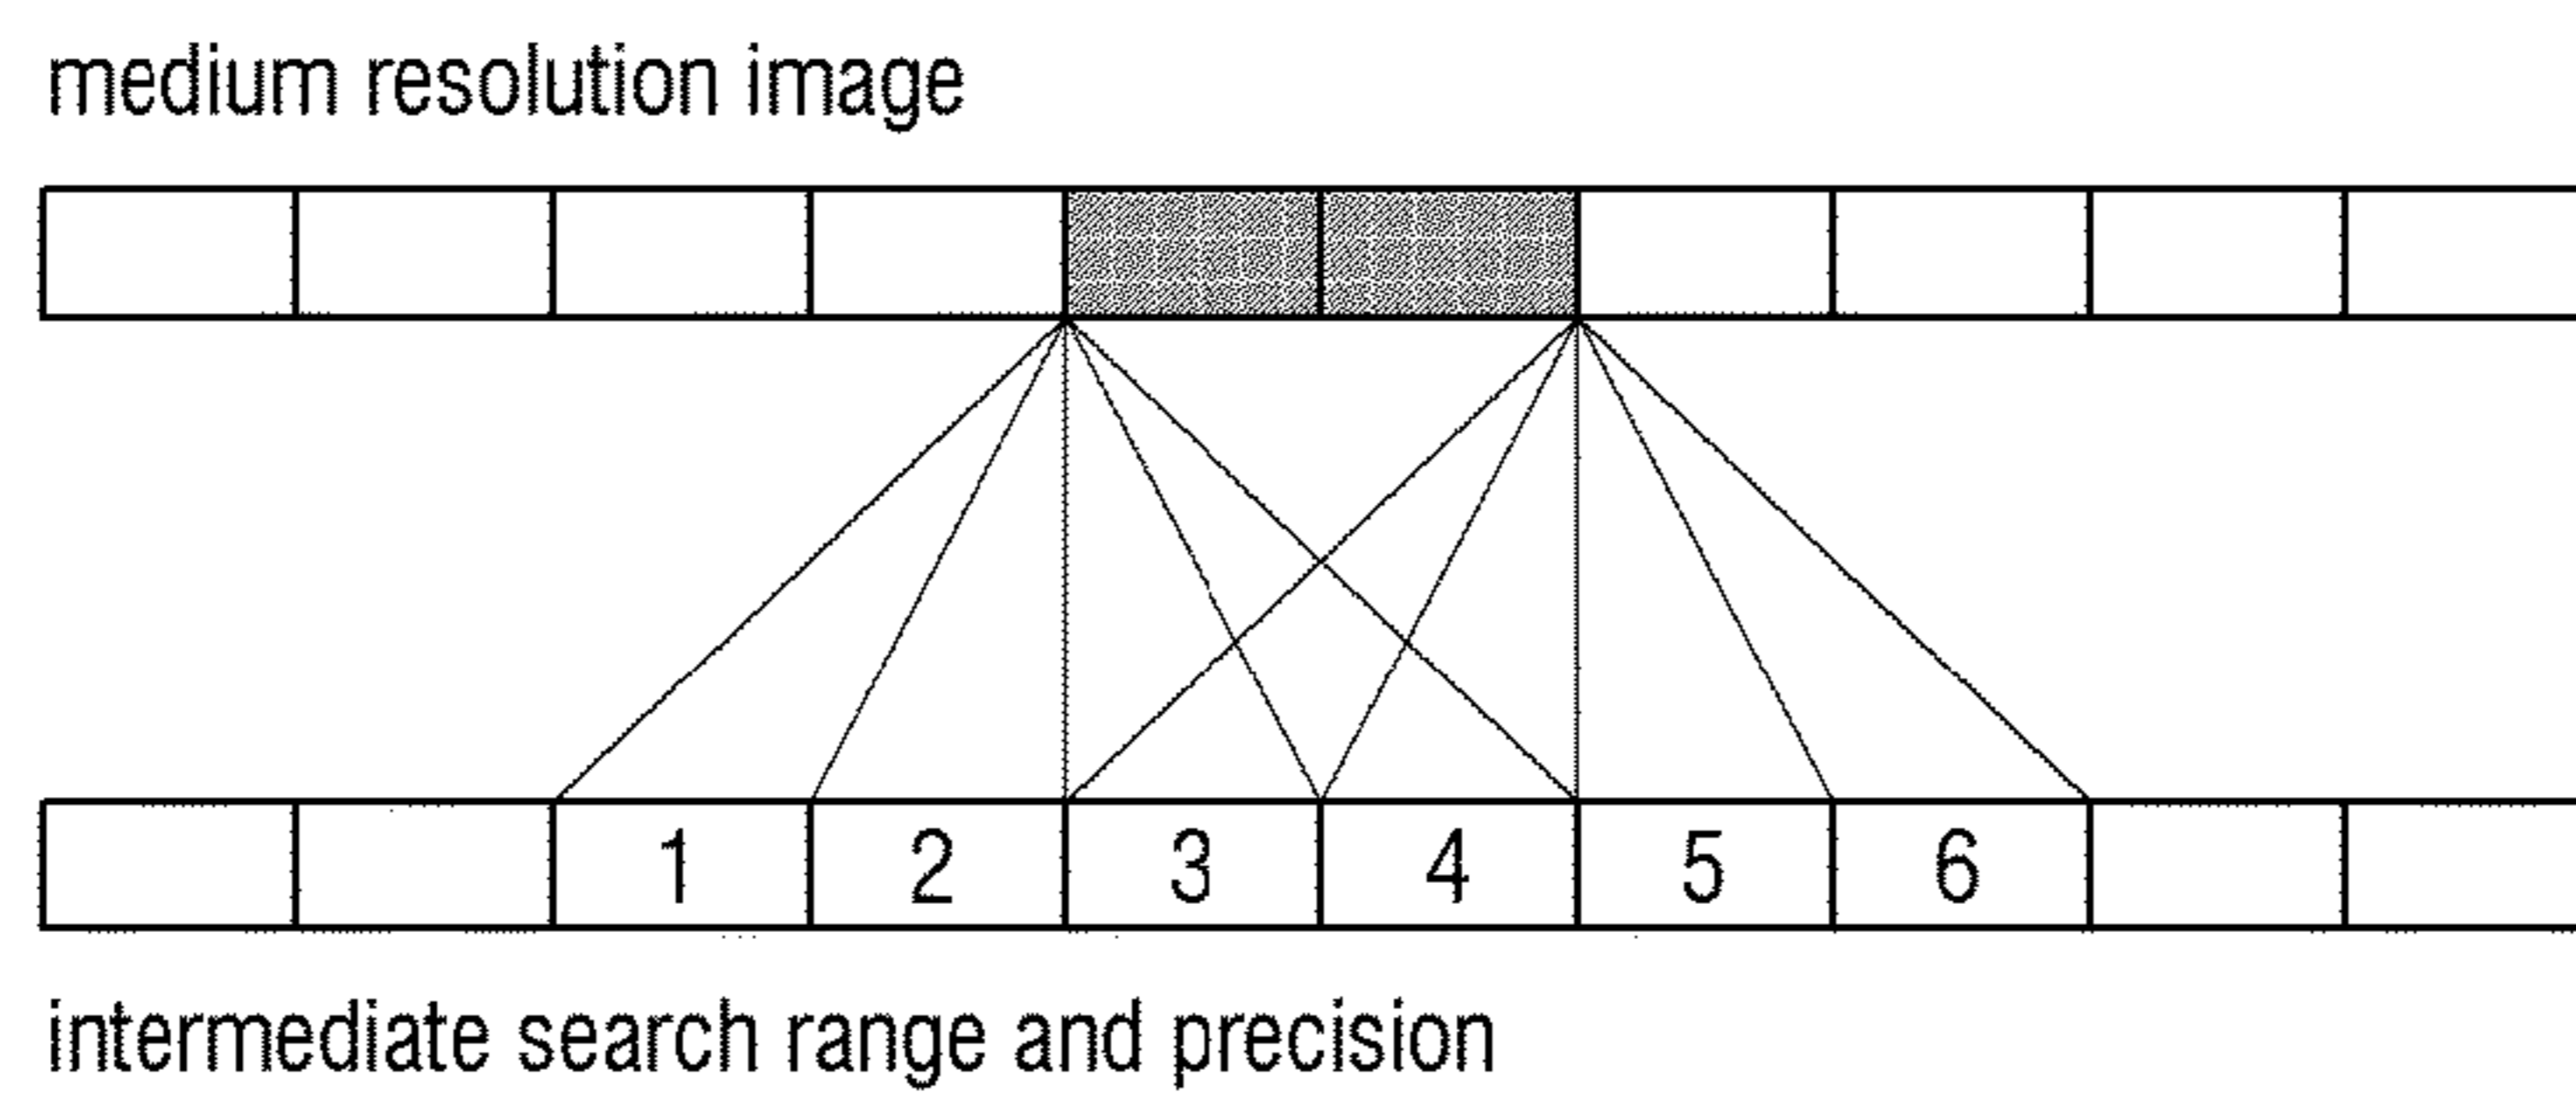 medium resolution image
1 2 3 4 5 6
intermediate search range and precision